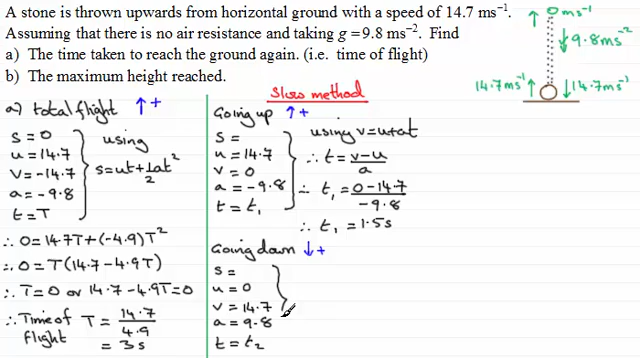 A stone is thrown upwards from horizontal ground with a speed of 14.7 ms⁻¹.
Assuming that there is no air resistance and taking g = 9.8 ms⁻². Find
a) The time taken to reach the ground again. (i.e. time of flight)
b) The maximum height reached.
↑ 0 ms⁻¹
↓ 9.8ms⁻²
14.7ms⁻¹ ↑ ↓ 14.7ms⁻¹
a) total flight ↑+
s = 0
u = 14.7
v = -14.7
a = -9.8
t = T
using
s = ut + 1/2 at²
∴ 0 = 14.7T + (-4.9)T²
∴ 0 = T(14.7 - 4.9T)
∴ T = 0 or 14.7 - 4.9T = 0
∴ Time of flight T = 14.7/4.9
= 3s
Slow method
Going up ↑+
s =
u = 14.7
v = 0
a = -9.8
t = t₁
using v = u + at
∴ t = (v - u)/a
∴ t₁ = (0 - 14.7)/-9.8
∴ t₁ = 1.5s
Going down ↓+
s =
u = 0
v = 14.7
a = 9.8
t = t₂